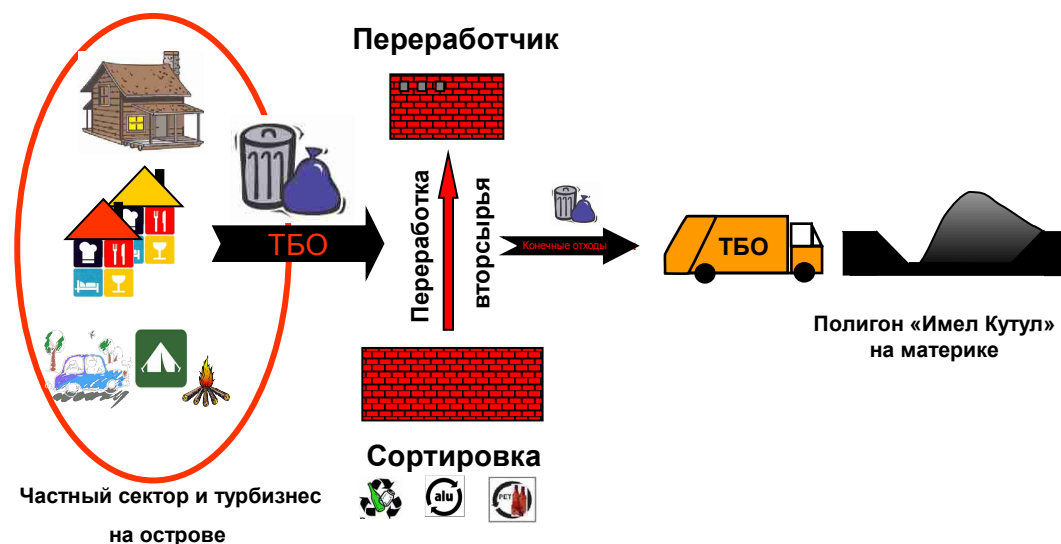 Переработчик
ТБО
Переработка
вторсырья
Конечные отходы
ТБО
Полигон «Имел Кутул»
на материке
Сортировка
alu
PET
Частный сектор и турбизнес
на острове